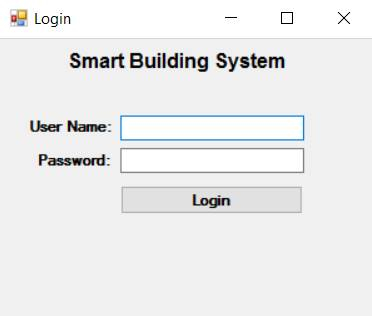 Login
Smart Building System
User Name:
Password:
Login